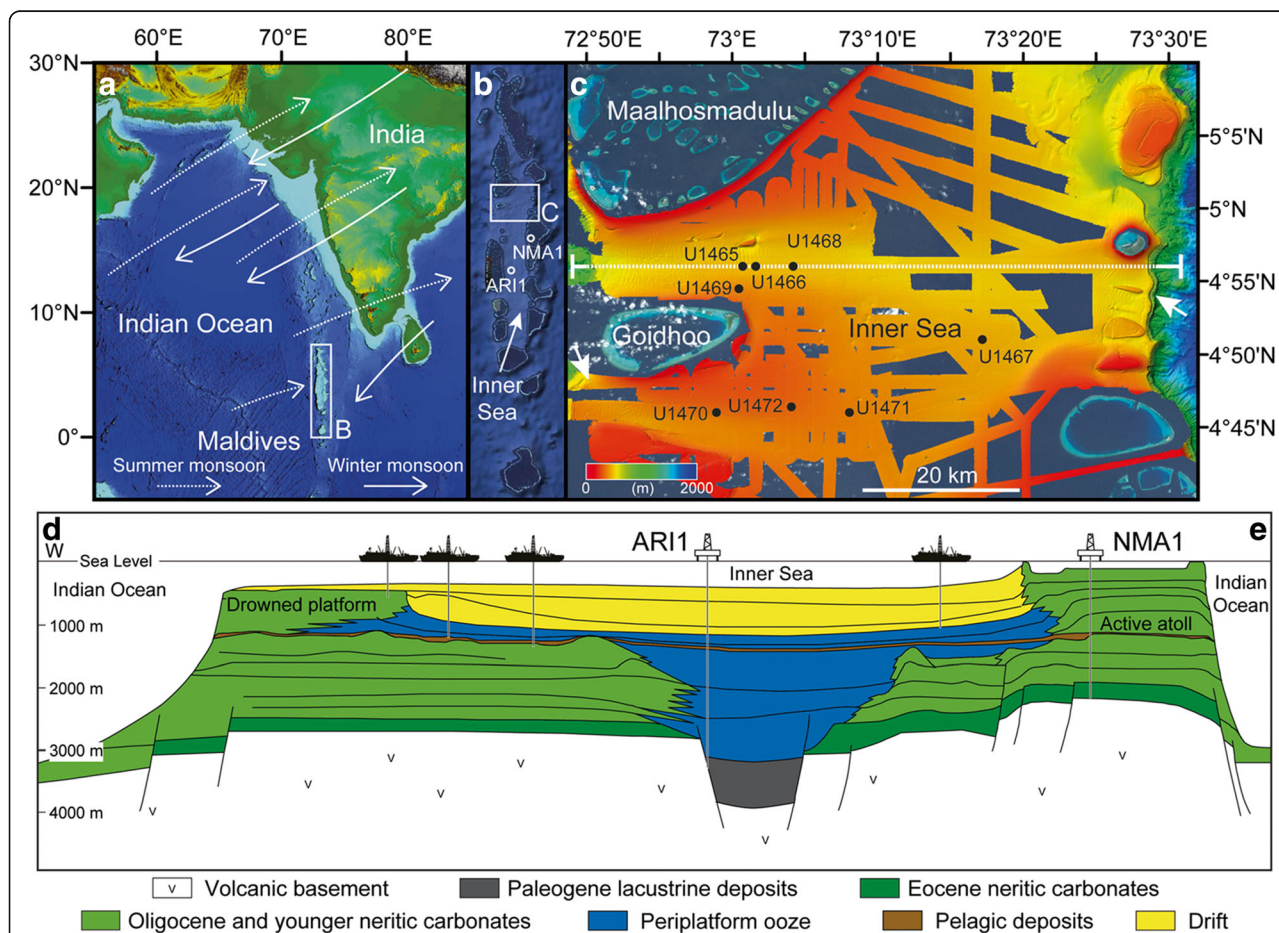 60°E 70°E 80°E
72°50'E 73°E 73°10'E 73°20'E 73°30'E
30°N
20°N
10°N
0°
a
India
Indian Ocean
Maldives
B
Summer monsoon
Winter monsoon
b
C
NMA1
ARI1
Inner
Sea
c
Maalhosmadulu
U1465
U1468
U1466
U1469
Goidhoo
Inner Sea
U1467
U1470
U1472
U1471
0 (m) 2000
20 km
5°5'N
5°N
4°55'N
4°50'N
4°45'N
d
W
ARI1
NMA1
e
Sea Level
Inner Sea
Indian Ocean
Indian
Ocean
Drowned platform
Active atoll
1000 m
2000 m
3000 m
4000 m
v v v v v v v v v v
v Volcanic basement
Paleogene lacustrine deposits
Eocene neritic carbonates
Oligocene and younger neritic carbonates
Periplatform ooze
Pelagic deposits
Drift